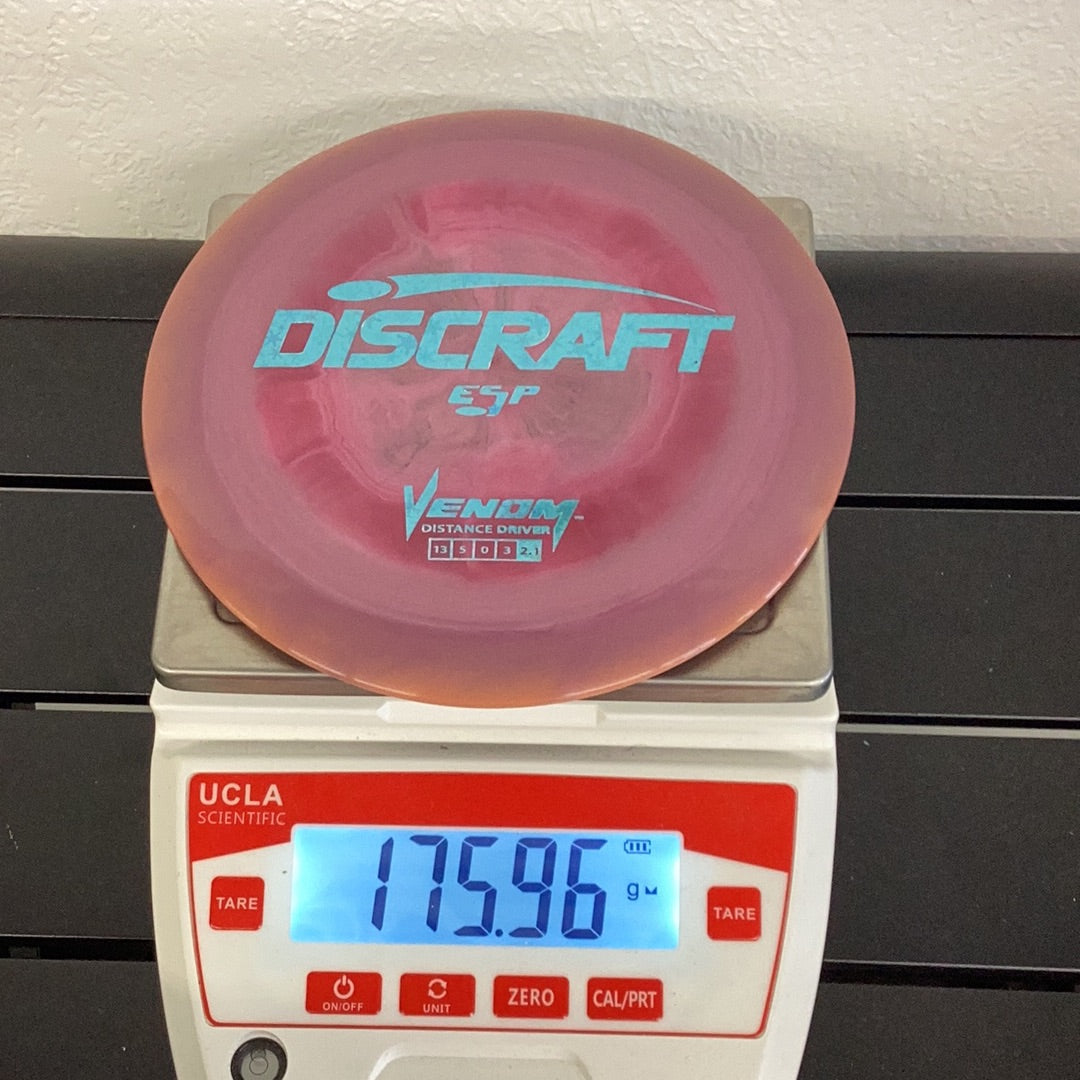 DISCRAFT
ESP
VENOM™
DISTANCE DRIVER
13 5 0 3 2.1
UCLA
SCIENTIFIC
175.96 g
TARE
TARE
ON/OFF UNIT ZERO CAL/PRT